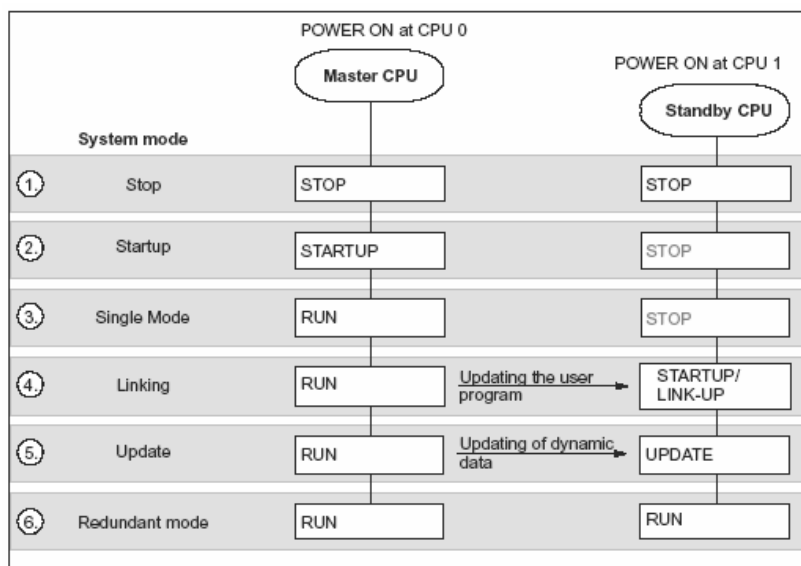 POWER ON at CPU 0
Master CPU
POWER ON at CPU 1
Standby CPU
System mode
1. Stop STOP STOP
2. Startup STARTUP STOP
3. Single Mode RUN STOP
4. Linking RUN Updating the user program STARTUP/ LINK-UP
5. Update RUN Updating of dynamic data UPDATE
6. Redundant mode RUN RUN